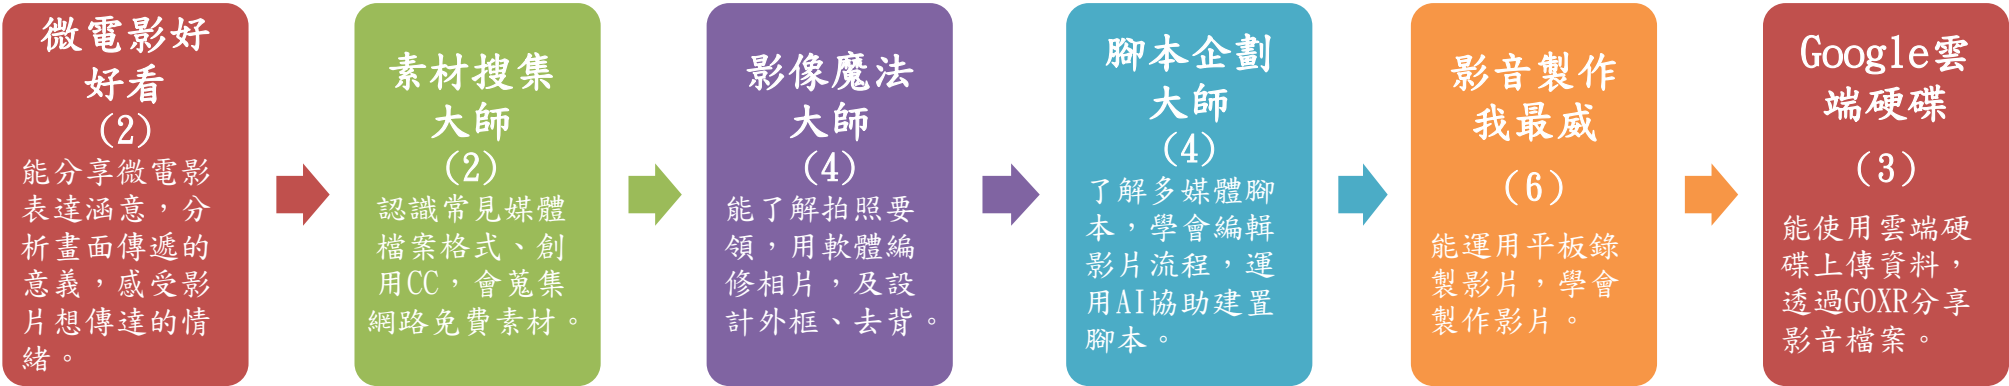 微電影好
好看
(2)
能分享微電影
表達涵意，分
析畫面傳遞的
意義，感受影
片想傳達的情
緒。
素材搜集
大師
(2)
認識常見媒體
檔案格式、創
用CC，會蒐集
網路免費素材。
影像魔法
大師
(4)
能了解拍照要
領，用軟體編
修相片，及設
計外框、去背。
腳本企劃
大師
(4)
了解多媒體腳
本，學會編輯
影片流程，運
用AI協助建置
腳本。
影音製作
我最威
(6)
能運用平板錄
製影片，學會
製作影片。
Google雲
端硬碟
(3)
能使用雲端硬
碟上傳資料，
透過GOXR分享
影音檔案。